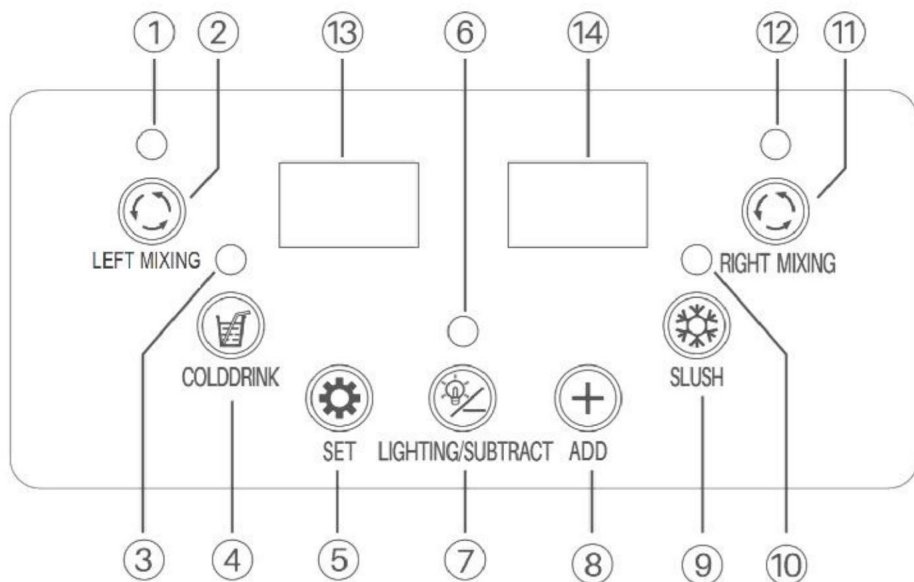 ① ② ⑬ ⑥ ⑭ ⑫ ⑪
LEFT MIXING
RIGHT MIXING
COLDDRINK
SLUSH
SET LIGHTING/SUBTRACT ADD
③ ④ ⑤ ⑦ ⑧ ⑨ ⑩